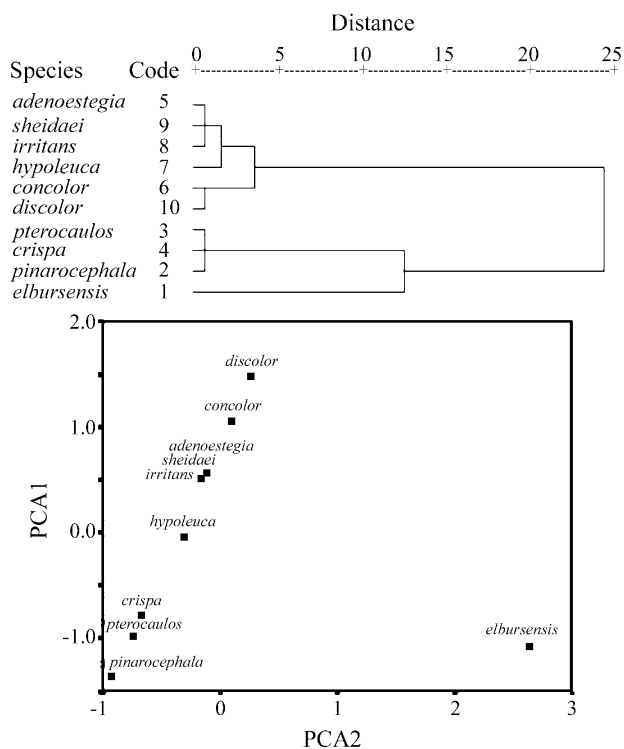 Distance
Species Code 0 5 10 15 20 25
adenoestegia 5
sheidaei 9
irritans 8
hypoleuca 7
concolor 6
discolor 10
pterocaulos 3
crispa 4
pinarocephala 2
elbursensis 1
2.0
discolor
concolor
1.0
adenoestegia
sheidaei
irritans
hypoleuca
PCA1
0.0
crispa
pterocaulos
elbursensis
-1.0
pinarocephala
-1 0 1 2 3
PCA2